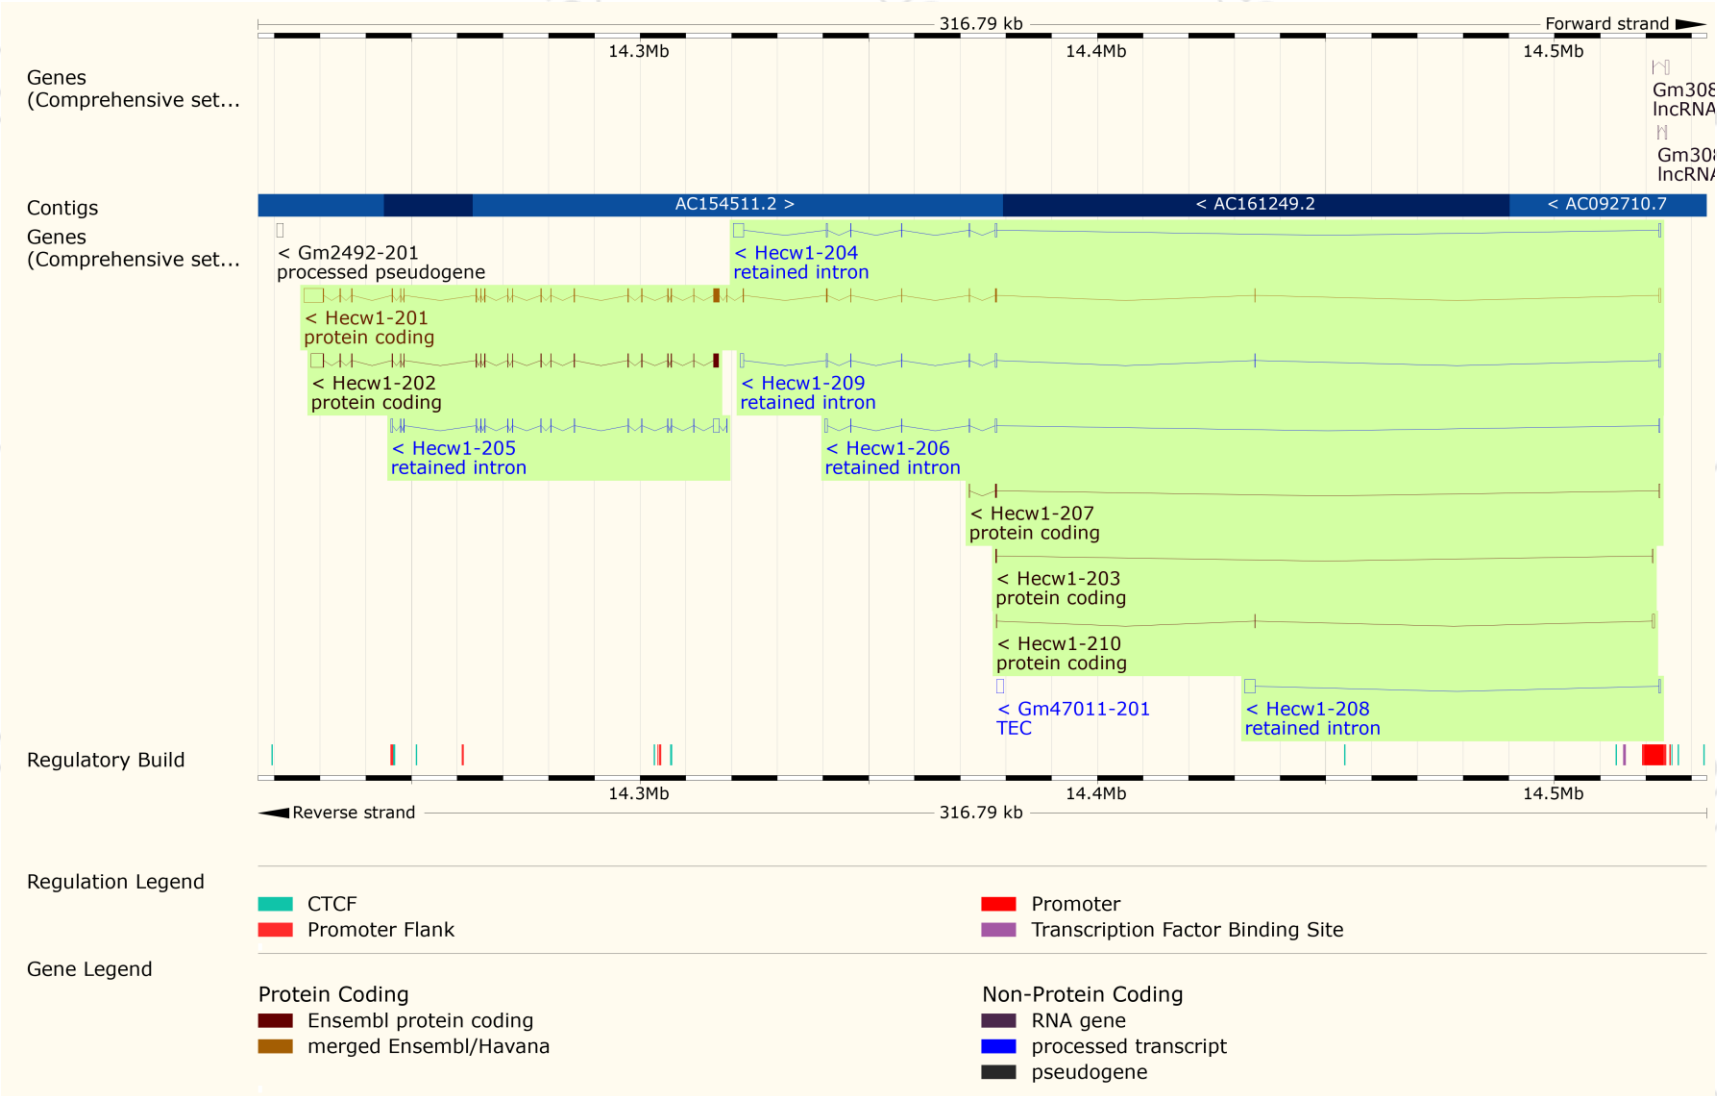 316.79 kb Forward strand
14.3Mb 14.4Mb 14.5Mb
Genes
(Comprehensive set...
Gm308
lncRNA
Gm308
lncRNA
Contigs AC154511.2 > < AC161249.2 < AC092710.7
Genes
(Comprehensive set...
< Gm2492-201 < Hecw1-204
processed pseudogene retained intron
< Hecw1-201
protein coding
< Hecw1-202 < Hecw1-209
protein coding retained intron
< Hecw1-205 < Hecw1-206
retained intron retained intron
< Hecw1-207
protein coding
< Hecw1-203
protein coding
< Hecw1-210
protein coding
< Gm47011-201 < Hecw1-208
TEC retained intron
Regulatory Build
14.3Mb 14.4Mb 14.5Mb
Reverse strand 316.79 kb
Regulation Legend
CTCF Promoter
Promoter Flank Transcription Factor Binding Site
Gene Legend
Protein Coding Non-Protein Coding
Ensembl protein coding RNA gene
merged Ensembl/Havana processed transcript
pseudogene